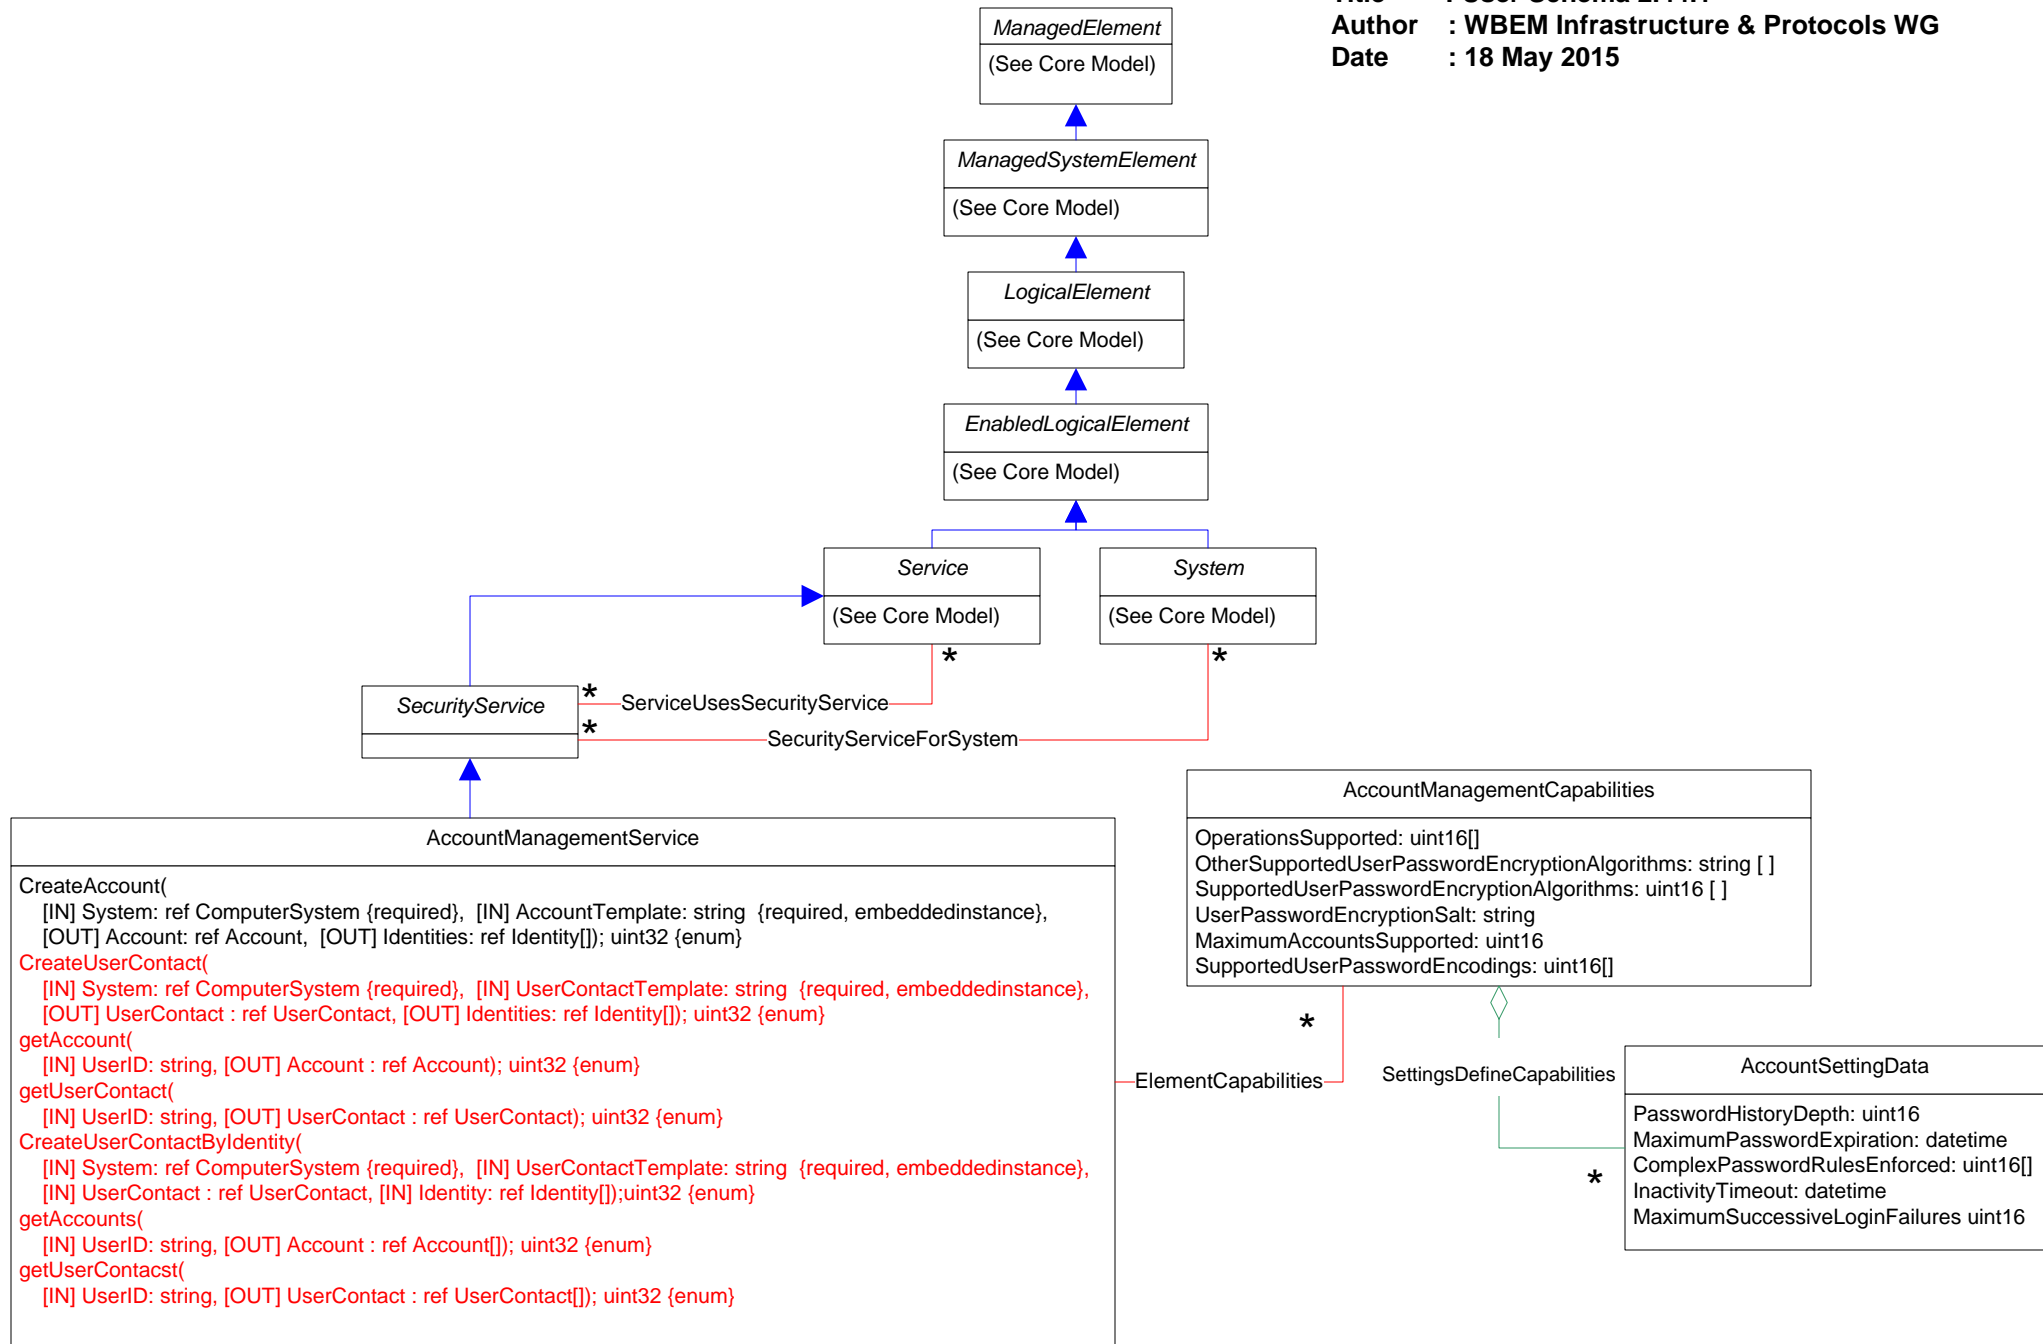 Author : WBEM Infrastructure & Protocols WG
Date : 18 May 2015
ManagedElement
(See Core Model)
ManagedSystemElement
(See Core Model)
LogicalElement
(See Core Model)
EnabledLogicalElement
(See Core Model)
Service
(See Core Model)
System
(See Core Model)
*
*
SecurityService
*
ServiceUsesSecurityService
*
SecurityServiceForSystem
AccountManagementService
CreateAccount(
[IN] System: ref ComputerSystem {required}, [IN] AccountTemplate: string {required, embeddedinstance},
[OUT] Account: ref Account, [OUT] Identities: ref Identity[]); uint32 {enum}
CreateUserContact(
[IN] System: ref ComputerSystem {required}, [IN] UserContactTemplate: string {required, embeddedinstance},
[OUT] UserContact : ref UserContact, [OUT] Identities: ref Identity[]); uint32 {enum}
getAccount(
[IN] UserID: string, [OUT] Account : ref Account); uint32 {enum}
getUserContact(
[IN] UserID: string, [OUT] UserContact : ref UserContact); uint32 {enum}
CreateUserContactByIdentity(
[IN] System: ref ComputerSystem {required}, [IN] UserContactTemplate: string {required, embeddedinstance},
[IN] UserContact : ref UserContact, [IN] Identity: ref Identity[]);uint32 {enum}
getAccounts(
[IN] UserID: string, [OUT] Account : ref Account[]); uint32 {enum}
getUserContacst(
[IN] UserID: string, [OUT] UserContact : ref UserContact[]); uint32 {enum}
AccountManagementCapabilities
OperationsSupported: uint16[]
OtherSupportedUserPasswordEncryptionAlgorithms: string [ ]
SupportedUserPasswordEncryptionAlgorithms: uint16 [ ]
UserPasswordEncryptionSalt: string
MaximumAccountsSupported: uint16
SupportedUserPasswordEncodings: uint16[]
*
ElementCapabilities
SettingsDefineCapabilities
*
AccountSettingData
PasswordHistoryDepth: uint16
MaximumPasswordExpiration: datetime
ComplexPasswordRulesEnforced: uint16[]
InactivityTimeout: datetime
MaximumSuccessiveLoginFailures uint16